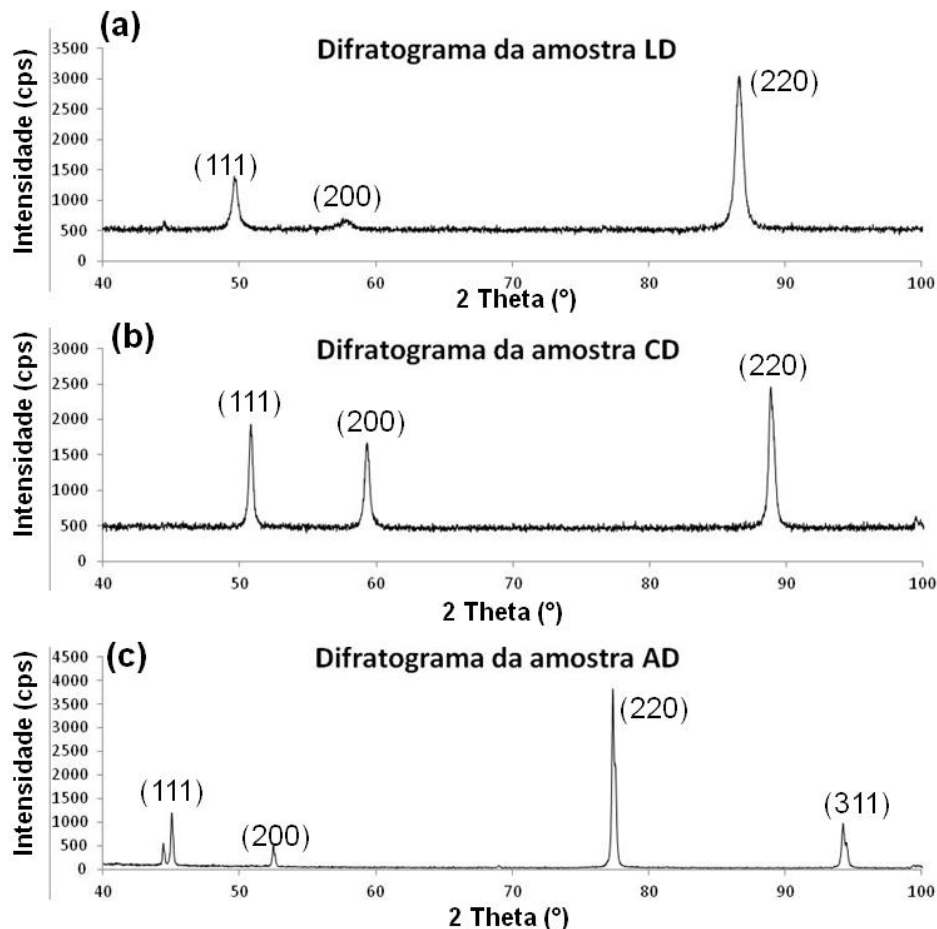 (a)
Difratograma da amostra LD
Intensidade (cps)
3500
3000
2500
2000
1500
1000
500
0
(111)
(200)
(220)
40 50 60 70 80 90 100
2 Theta (°)
(b)
Difratograma da amostra CD
Intensidade (cps)
3000
2500
2000
1500
1000
500
0
(111)
(200)
(220)
40 50 60 70 80 90 100
2 Theta (°)
(c)
Difratograma da amostra AD
Intensidade (cps)
4500
4000
3500
3000
2500
2000
1500
1000
500
0
(111)
(200)
(220)
(311)
40 50 60 70 80 90 100
2 Theta (°)